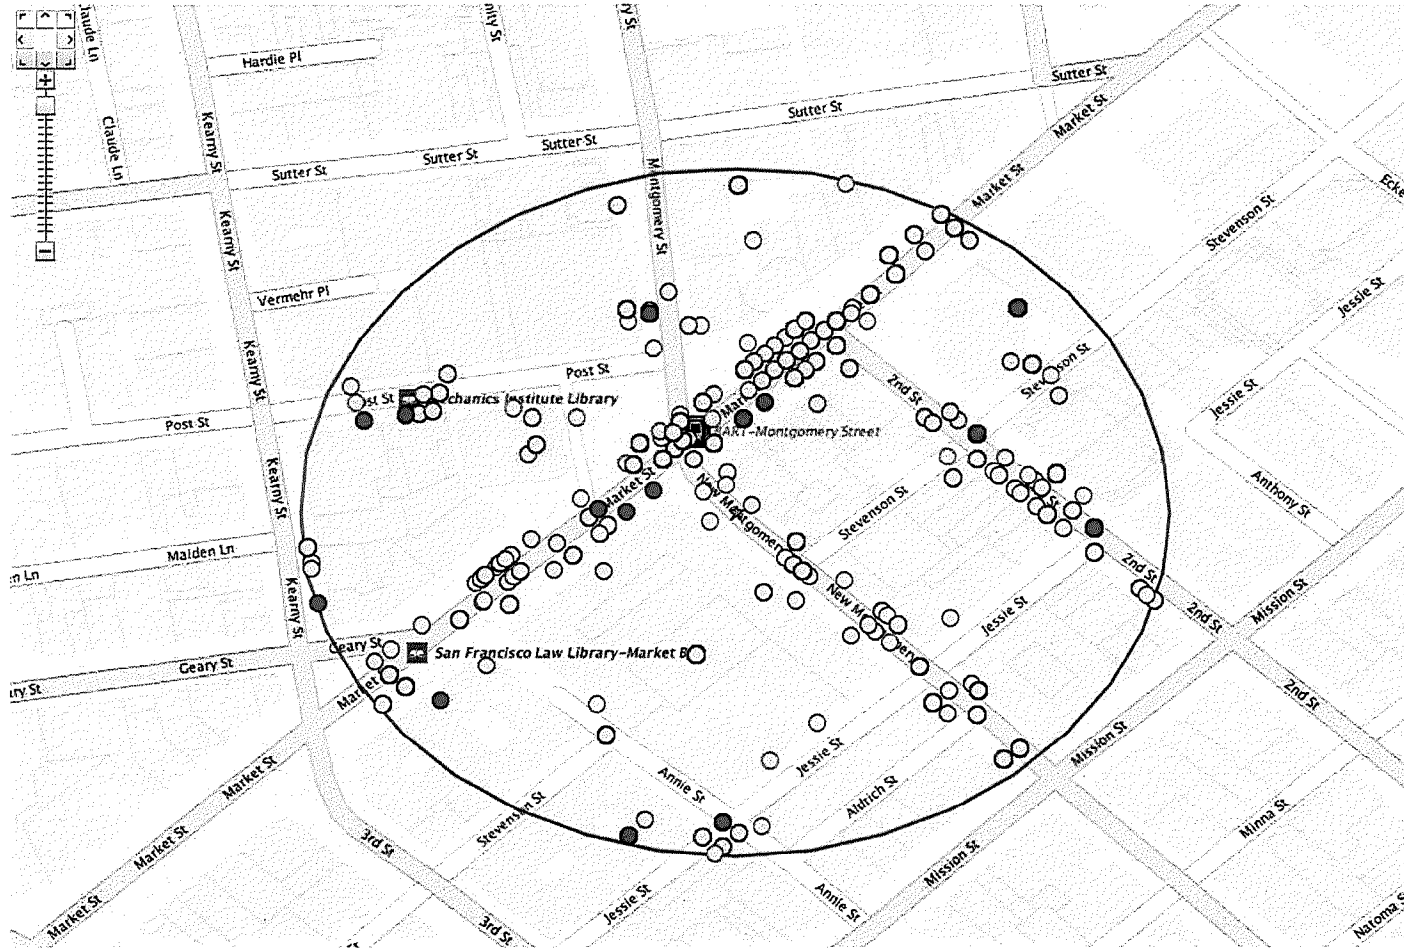 Claude Ln
Hardie Pl
Claude Ln
Kearny St
Sutter St
Sutter St
Sutter St
Sutter St
Sutter St
Market St
Montgomery St
Market St
Kearny St
Stevenson St
Jessie St
Vermehr Pl
Kearny St
Post St
Mechanics Institute Library
Post St
2nd St
Stevenson St
Jessie St
BART-Montgomery Street
Kearny St
Market St
New Montgomery
Stevenson St
Anthony St
Maiden Ln
2nd St
Kearny St
Jessie St
2nd St
Mission St
Geary St
Geary St
San Francisco Law Library-Market B
Market
2nd St
Market St
Annie St
Jessie St
Mission St
Aldrich St
Stevenson St
Minna St
Market St
3rd St
Mission St
Market St
Jessie St
Annie St
3rd St